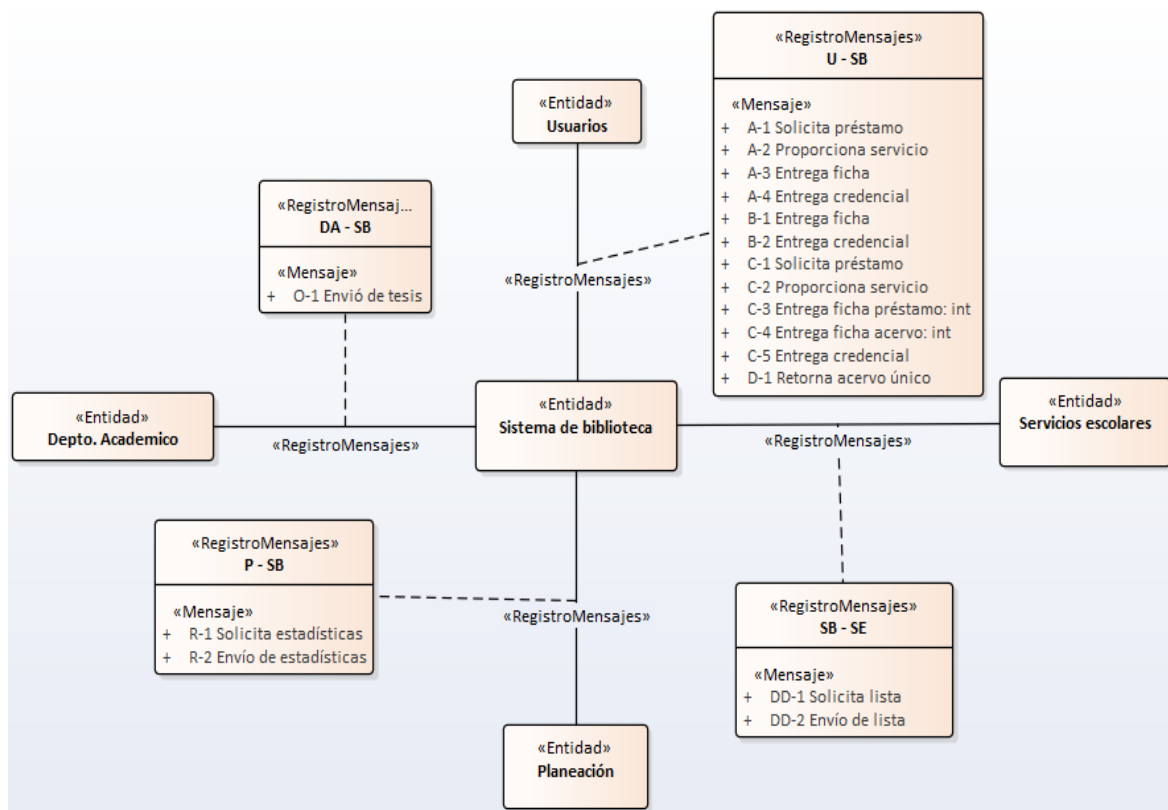 «RegistroMensajes»
U - SB
«Mensaje»
+ A-1 Solicita préstamo
+ A-2 Proporciona servicio
+ A-3 Entrega ficha
+ A-4 Entrega credencial
+ B-1 Entrega ficha
+ B-2 Entrega credencial
+ C-1 Solicita préstamo
+ C-2 Proporciona servicio
+ C-3 Entrega ficha préstamo: int
+ C-4 Entrega ficha acervo: int
+ C-5 Entrega credencial
+ D-1 Retorna acervo único
«Entidad»
Usuarios
«RegistroMensaj...
DA - SB
«Mensaje»
+ O-1 Envió de tesis
«RegistroMensajes»
«Entidad»
Depto. Academico
«RegistroMensajes»
«Entidad»
Sistema de biblioteca
«RegistroMensajes»
«Entidad»
Servicios escolares
«RegistroMensajes»
P - SB
«Mensaje»
+ R-1 Solicita estadísticas
+ R-2 Envío de estadísticas
«RegistroMensajes»
«RegistroMensajes»
SB - SE
«Mensaje»
+ DD-1 Solicita lista
+ DD-2 Envío de lista
«Entidad»
Planeación